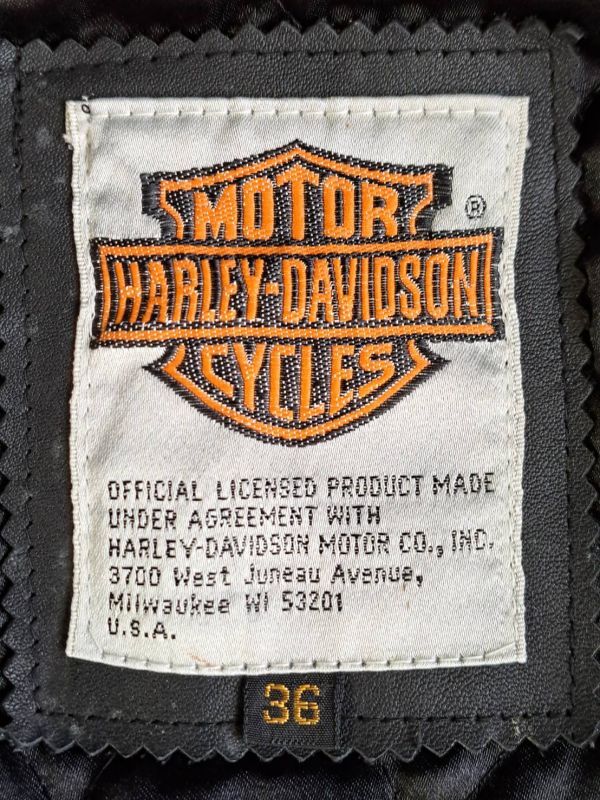 MOTOR
®
HARLEY-DAVIDSON
CYCLES
OFFICIAL LICENSED PRODUCT MADE
UNDER AGREEMENT WITH
HARLEY-DAVIDSON MOTOR CO., INC.
3700 West Juneau Avenue,
Milwaukee WI 53201
U.S.A.
36